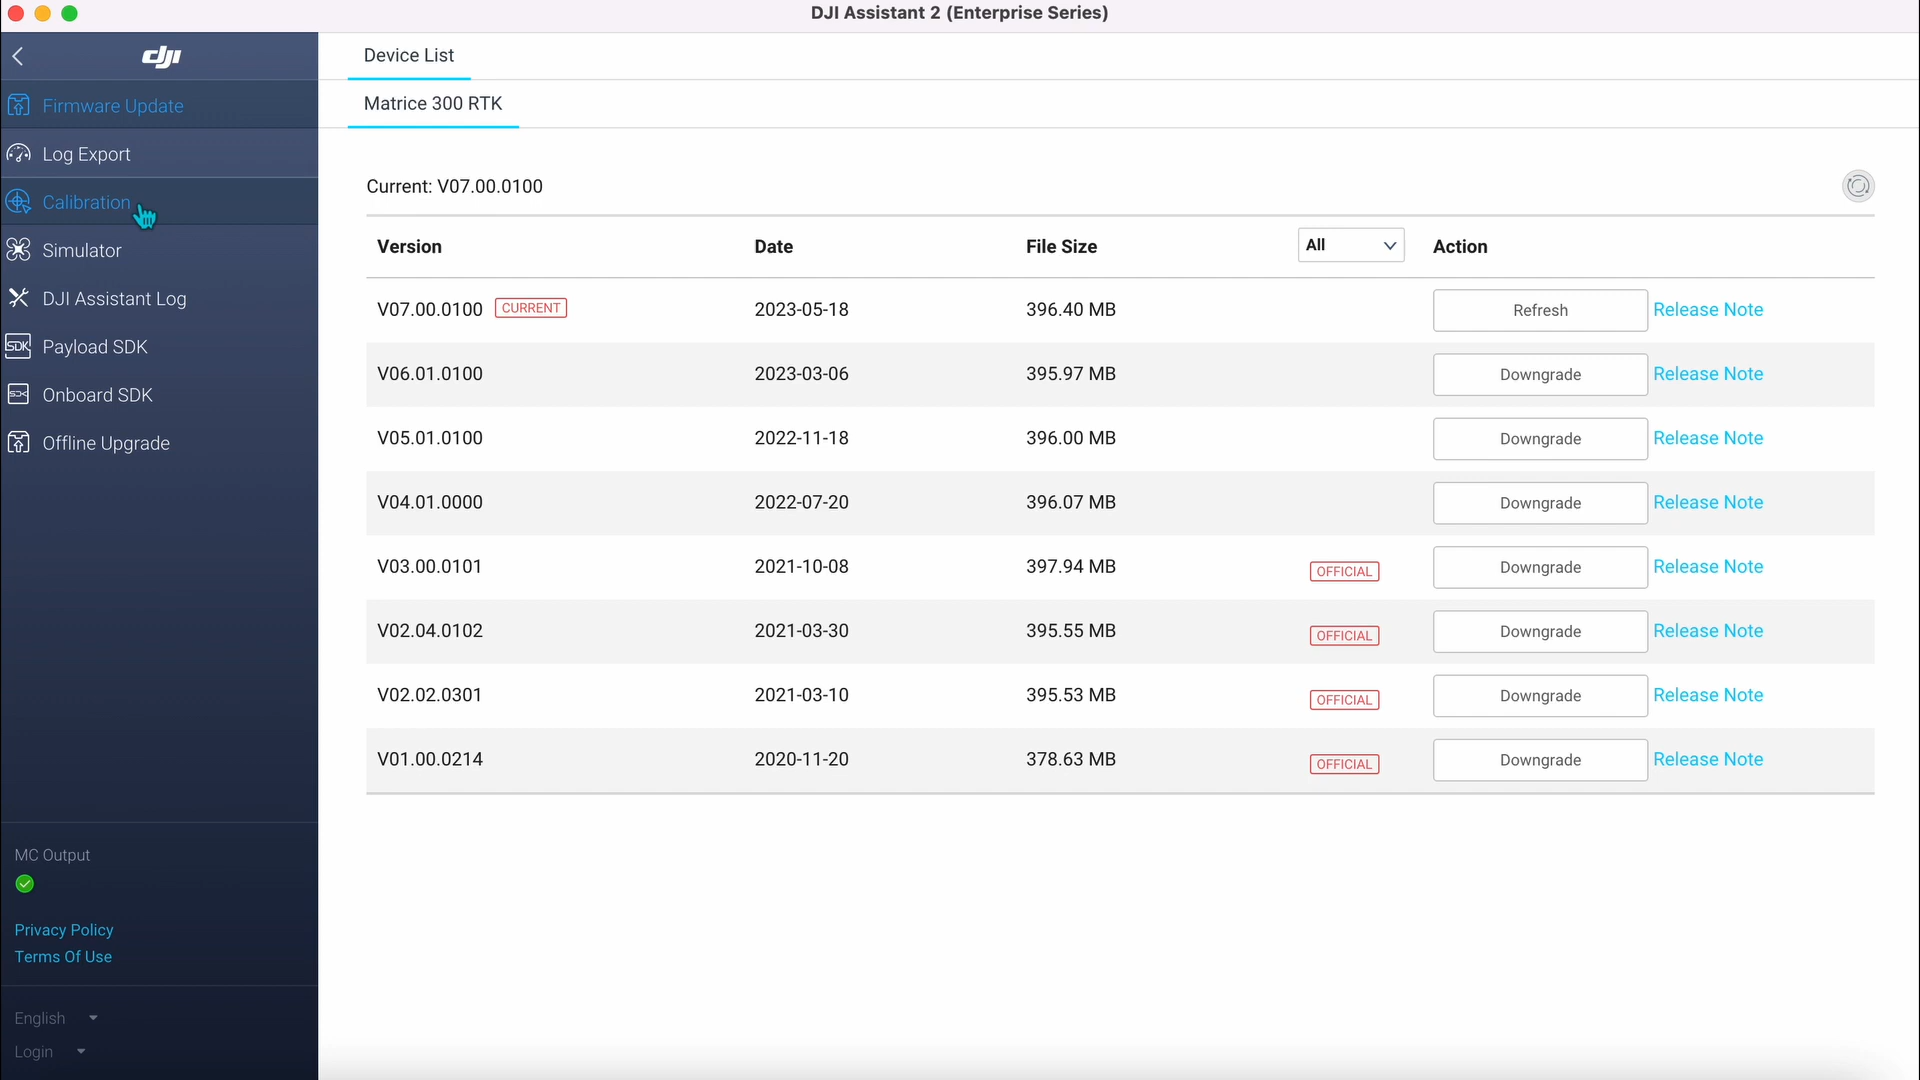 DJI Assistant 2 (Enterprise Series)
dji
Device List
Firmware Update
Matrice 300 RTK
Log Export
Calibration
Simulator
DJI Assistant Log
SDK Payload SDK
Onboard SDK
Offline Upgrade
Current: V07.00.0100
Version Date File Size All Action
V07.00.0100 CURRENT 2023-05-18 396.40 MB Refresh Release Note
V06.01.0100 2023-03-06 395.97 MB Downgrade Release Note
V05.01.0100 2022-11-18 396.00 MB Downgrade Release Note
V04.01.0000 2022-07-20 396.07 MB Downgrade Release Note
V03.00.0101 2021-10-08 397.94 MB OFFICIAL Downgrade Release Note
V02.04.0102 2021-03-30 395.55 MB OFFICIAL Downgrade Release Note
V02.02.0301 2021-03-10 395.53 MB OFFICIAL Downgrade Release Note
V01.00.0214 2020-11-20 378.63 MB OFFICIAL Downgrade Release Note
MC Output
Privacy Policy
Terms Of Use
English
Login